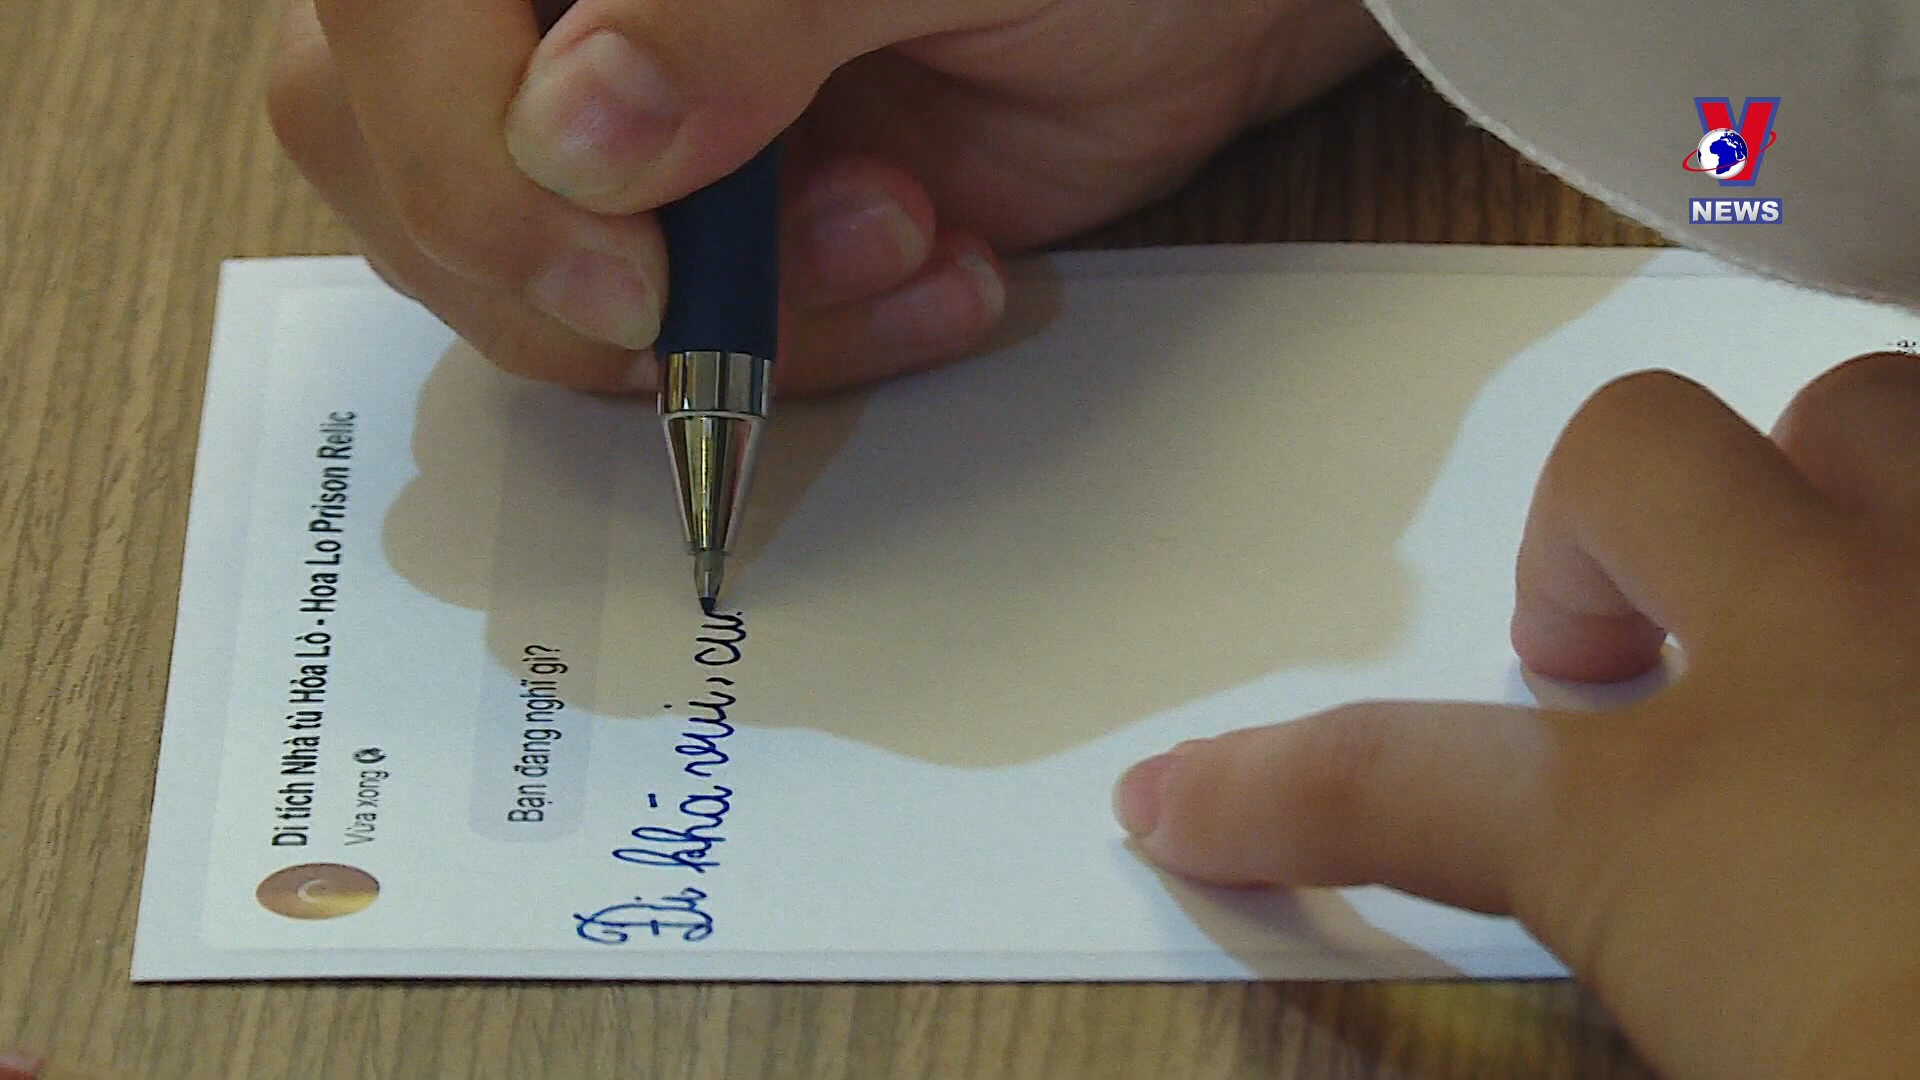 NEWS
Di tích Nhà tù Hỏa Lò - Hoa Lo Prison Relic
Vừa xong
Bạn đang nghĩ gì?
Đi khá vui, cu